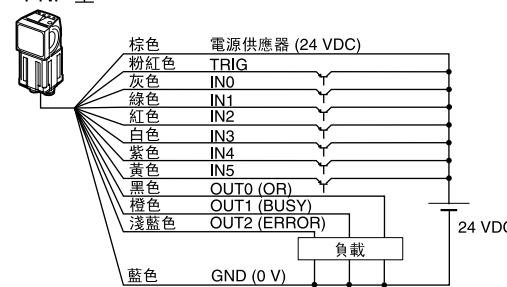 棕色 電源供應器 (24 VDC)
粉紅色 TRIG
灰色 IN0
綠色 IN1
紅色 IN2
白色 IN3
紫色 IN4
黃色 IN5
黑色 OUT0 (OR)
橙色 OUT1 (BUSY)
淺藍色 OUT2 (ERROR)
24 VDC
負載
藍色 GND (0 V)